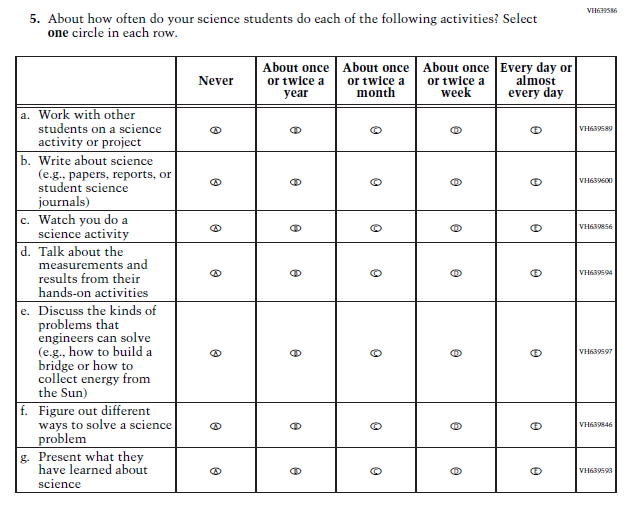 VH639586
5. About how often do your science students do each of the following activities? Select
one circle in each row.
Never
About once
or twice a
year
About once
or twice a
month
About once
or twice a
week
Every day or
almost
every day
a. Work with other
students on a science
activity or project
A B C D E VH639589
b. Write about science
(e.g., papers, reports, or
student science
journals)
A B C D E VH639600
c. Watch you do a
science activity
A B C D E VH639856
d. Talk about the
measurements and
results from their
hands-on activities
A B C D E VH639594
e. Discuss the kinds of
problems that
engineers can solve
(e.g., how to build a
bridge or how to
collect energy from
the Sun)
A B C D E VH639597
f. Figure out different
ways to solve a science
problem
A B C D E VH639846
g. Present what they
have learned about
science
A B C D E VH639593